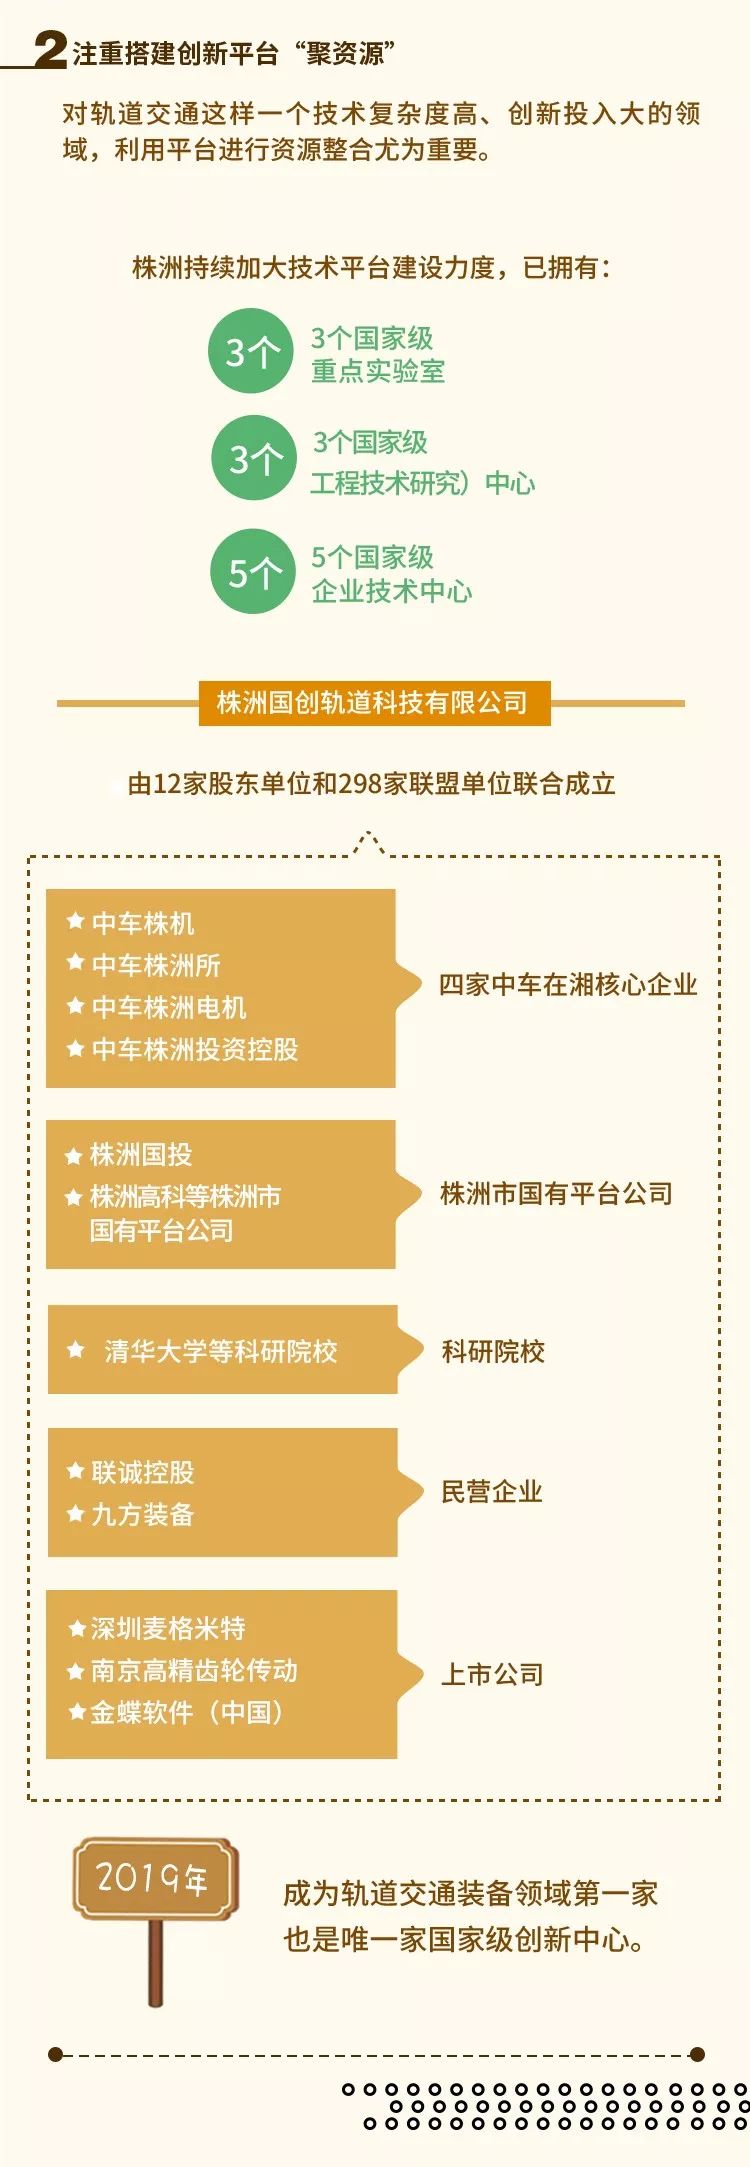 2 注重搭建创新平台“聚资源”
对轨道交通这样一个技术复杂度高、创新投入大的领
域，利用平台进行资源整合尤为重要。
株洲持续加大技术平台建设力度，已拥有：
3个
3个国家级
重点实验室
3个
3个国家级
工程技术研究）中心
5个
5个国家级
企业技术中心
株洲国创轨道科技有限公司
由12家股东单位和298家联盟单位联合成立
中车株机
中车株洲所
中车株洲电机
中车株洲投资控股
四家中车在湘核心企业
株洲国投
株洲高科等株洲市
国有平台公司
株洲市国有平台公司
清华大学等科研院校
科研院校
联诚控股
九方装备
民营企业
深圳麦格米特
南京高精齿轮传动
金蝶软件（中国）
上市公司
2019年
成为轨道交通装备领域第一家
也是唯一家国家级创新中心。